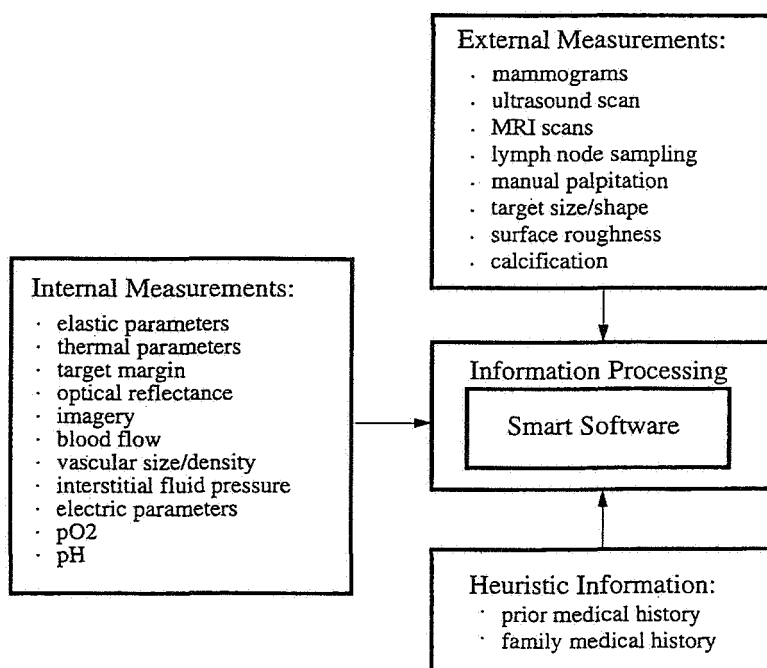 External Measurements:
· mammograms
· ultrasound scan
· MRI scans
· lymph node sampling
· manual palpitation
· target size/shape
· surface roughness
· calcification
Internal Measurements:
· elastic parameters
· thermal parameters
· target margin
· optical reflectance
· imagery
· blood flow
· vascular size/density
· interstitial fluid pressure
· electric parameters
· pO2
· pH
Information Processing
Smart Software
Heuristic Information:
· prior medical history
· family medical history